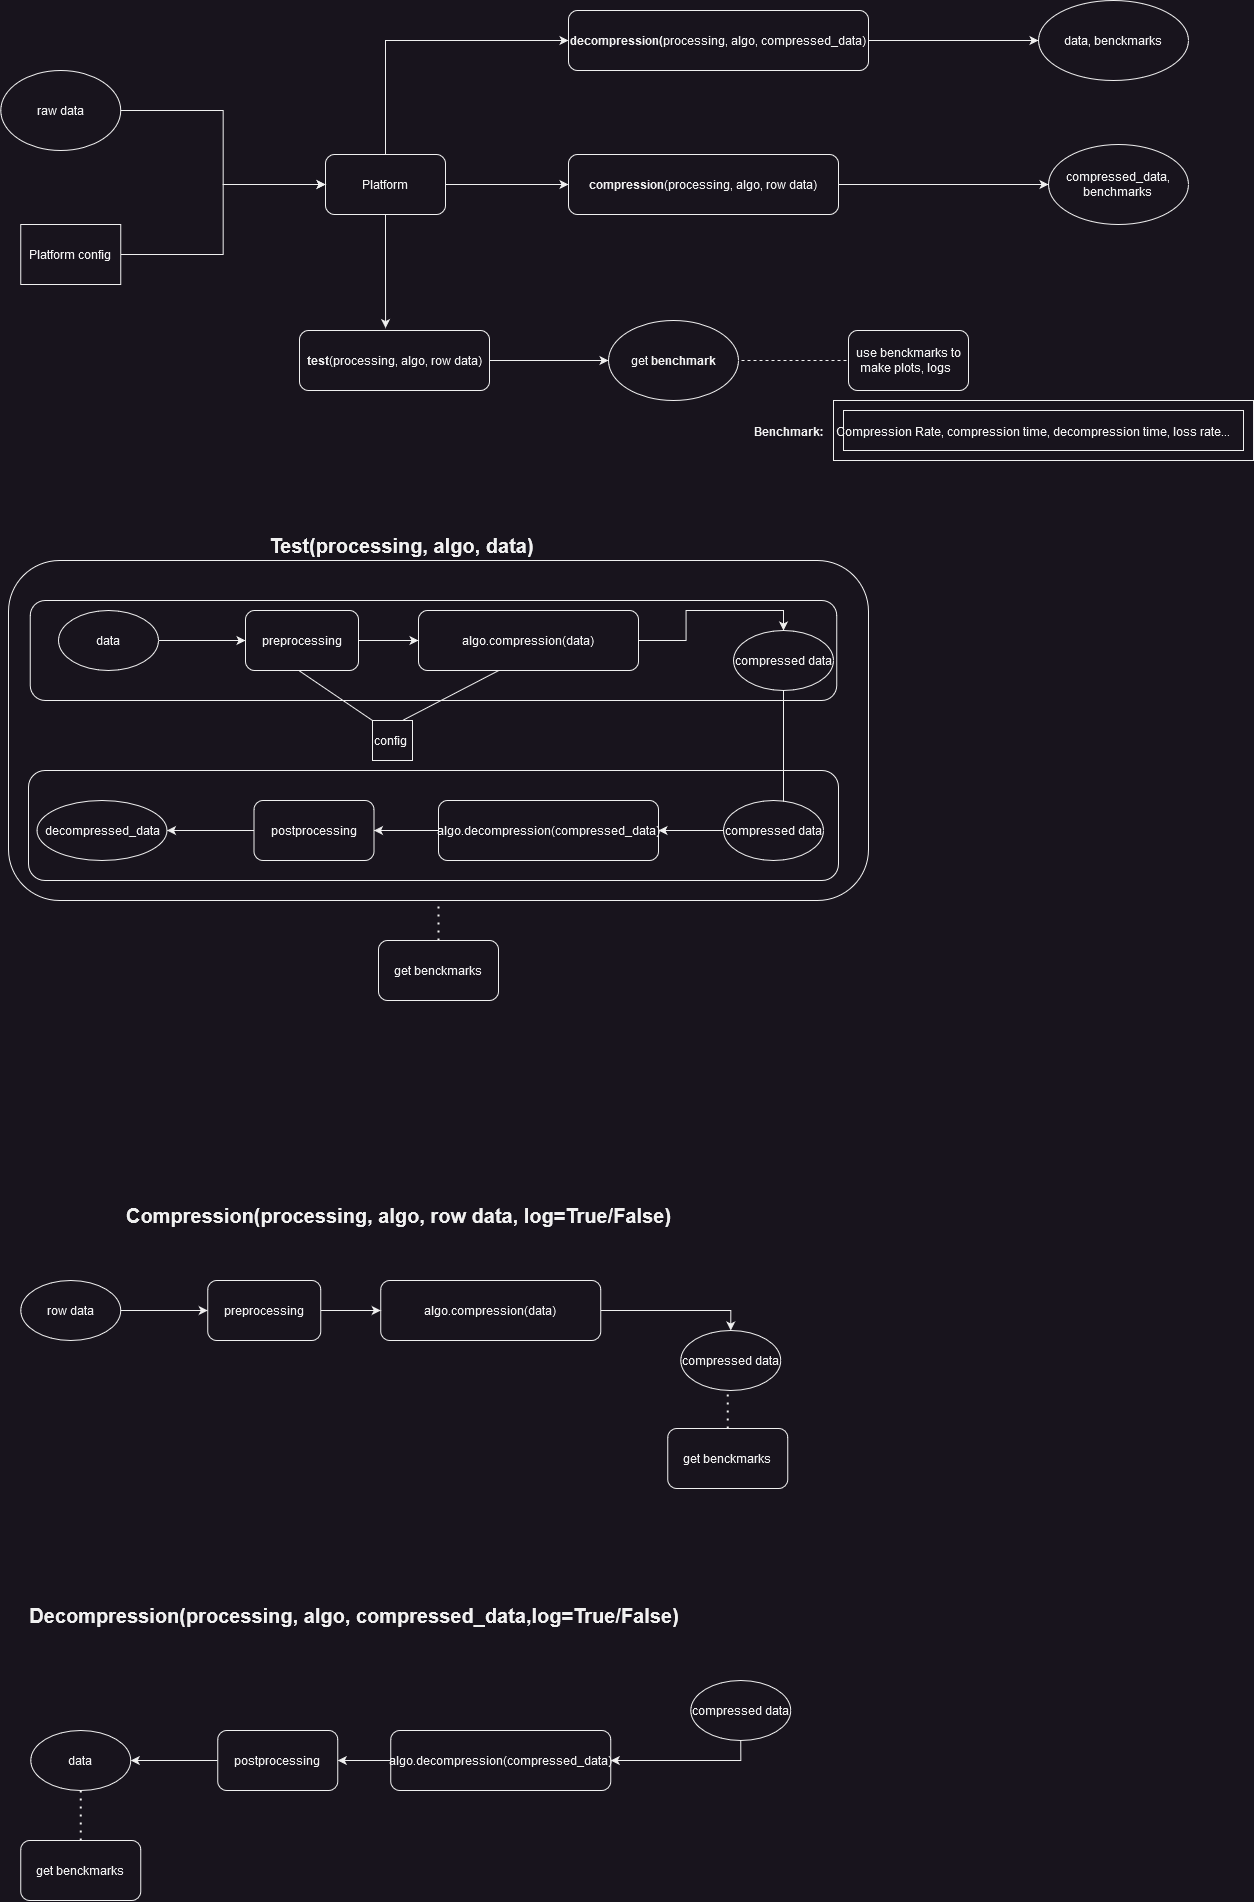 decompression(processing, algo, compressed_data)
data, benckmarks
raw data
Platform
compression(processing, algo, row data)
compressed_data,
benchmarks
Platform config
test(processing, algo, row data)
get benchmark
use benckmarks to
make plots, logs
Benchmark:
Compression Rate, compression time, decompression time, loss rate...
Test(processing, algo, data)
data
preprocessing
algo.compression(data)
compressed data
config
decompressed_data
postprocessing
algo.decompression(compressed_data)
compressed data
get benckmarks
Compression(processing, algo, row data, log=True/False)
row data
preprocessing
algo.compression(data)
compressed data
get benckmarks
Decompression(processing, algo, compressed_data,log=True/False)
compressed data
data
postprocessing
algo.decompression(compressed_data)
get benckmarks